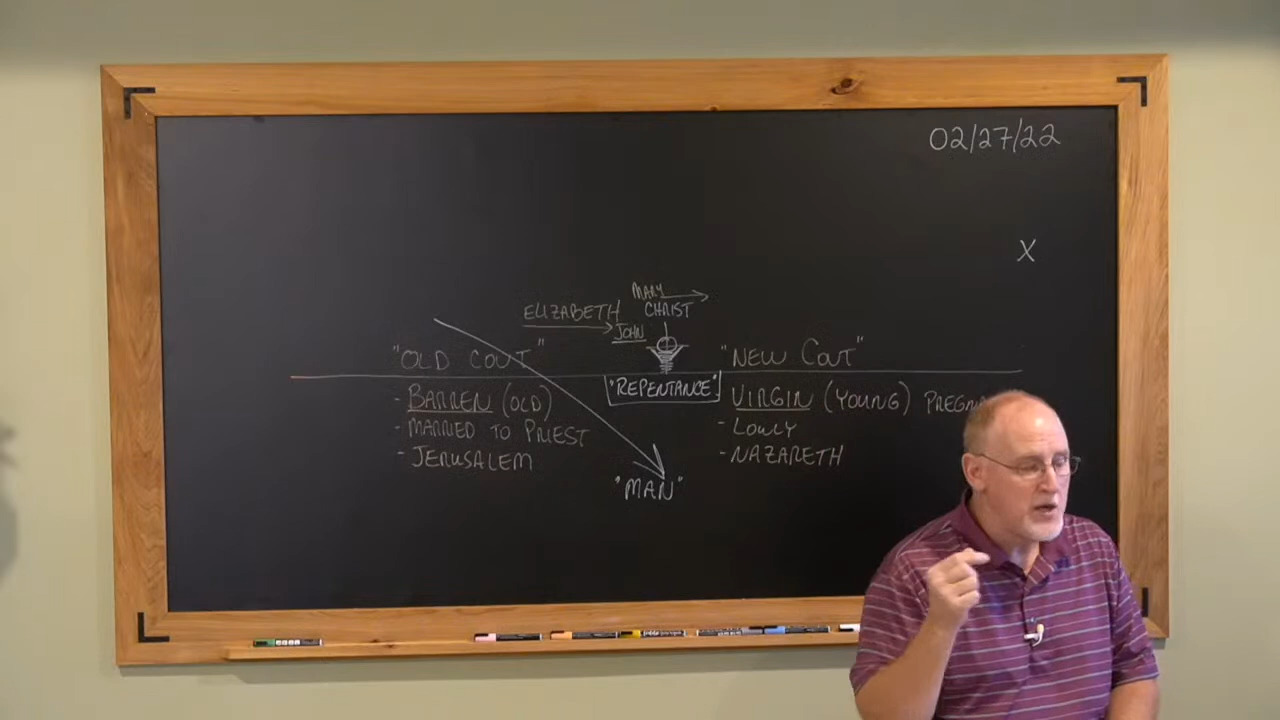 02/27/22
X
MARY
ELIZABETH CHRIST
JOHN
"OLD COVT" "NEW COVT"
"REPENTANCE"
- BARREN (OLD)
VIRGIN (YOUNG) PREGN
- MARRIED TO PRIEST
- LOWLY
- JERUSALEM
- NAZARETH
"MAN"